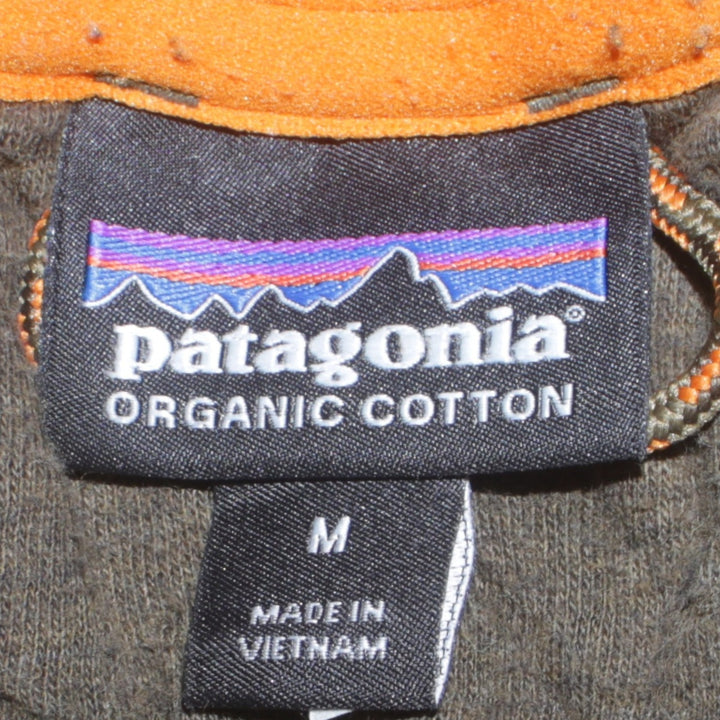 patagonia®
ORGANIC COTTON
M
MADE IN
VIETNAM